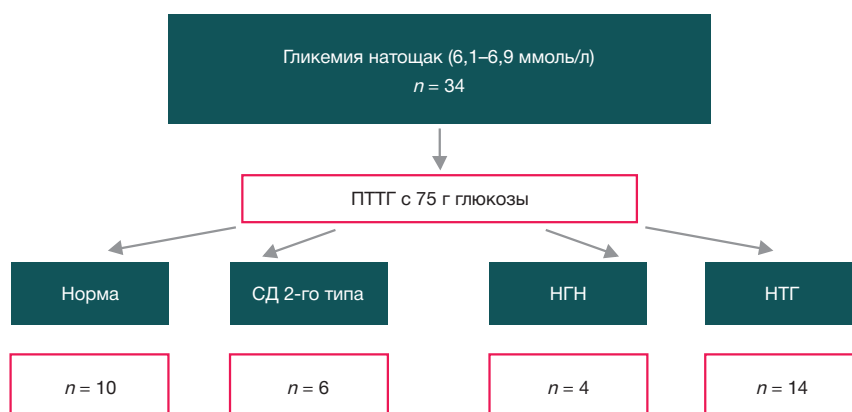 Гликемия натощак (6,1–6,9 ммоль/л)
n = 34
ПТТГ с 75 г глюкозы
Норма
СД 2-го типа
НГН
НТГ
n = 10
n = 6
n = 4
n = 14